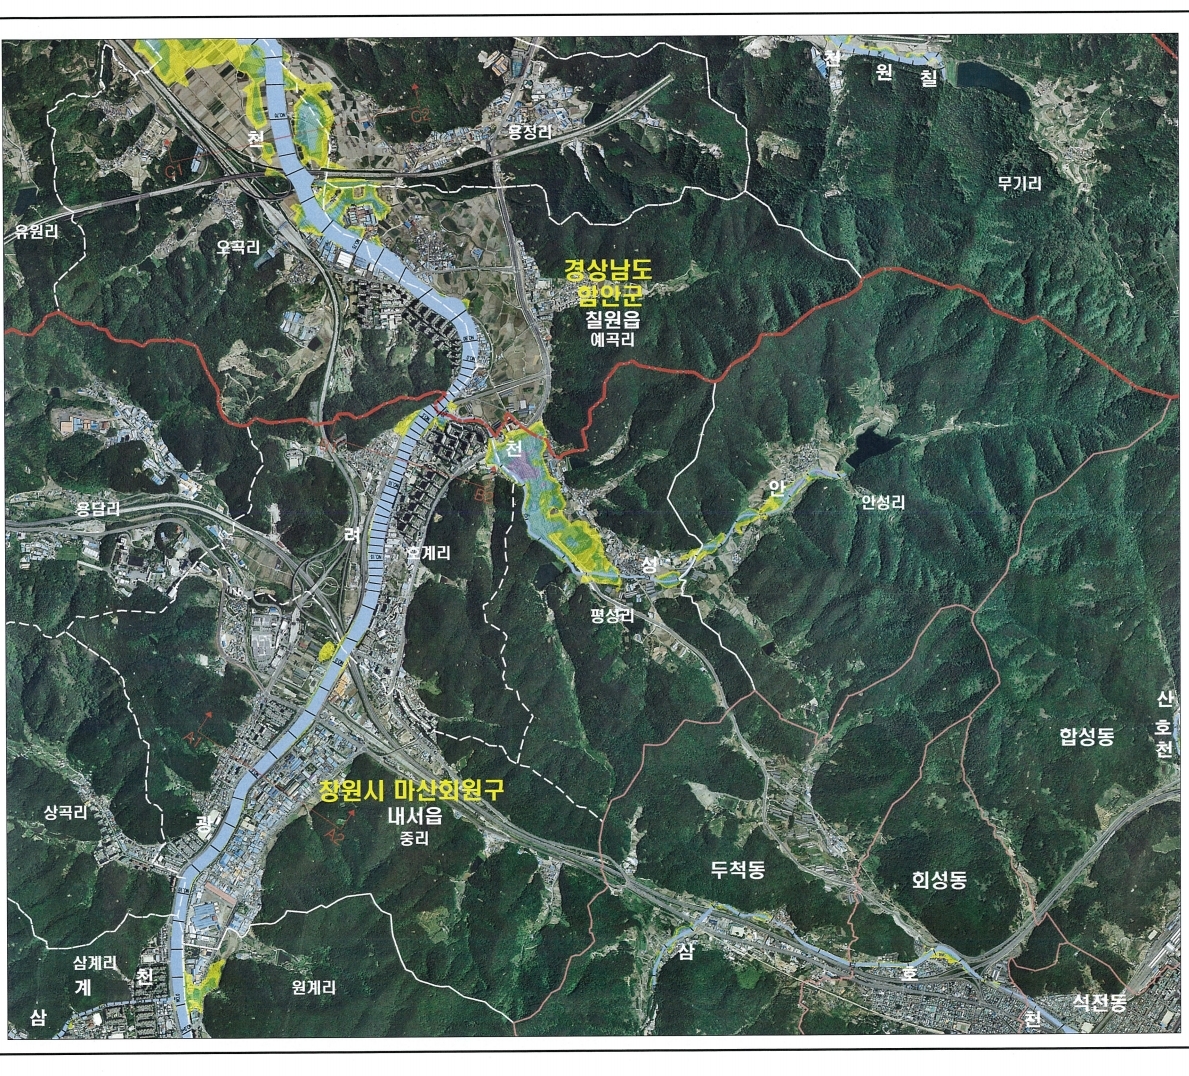 천 원 칠
용정리
천
무기리
유원리
오곡리
경상남도
함안군
칠원읍
예곡리
천
안
안성리
용담리
려
호계리
성
평성리
산
호
천
합성동
창원시 마산회원구
내서읍
중리
상곡리
광
A2
두척동
회성동
삼
삼계리
계 천
호
원계리
석전동
삼
천